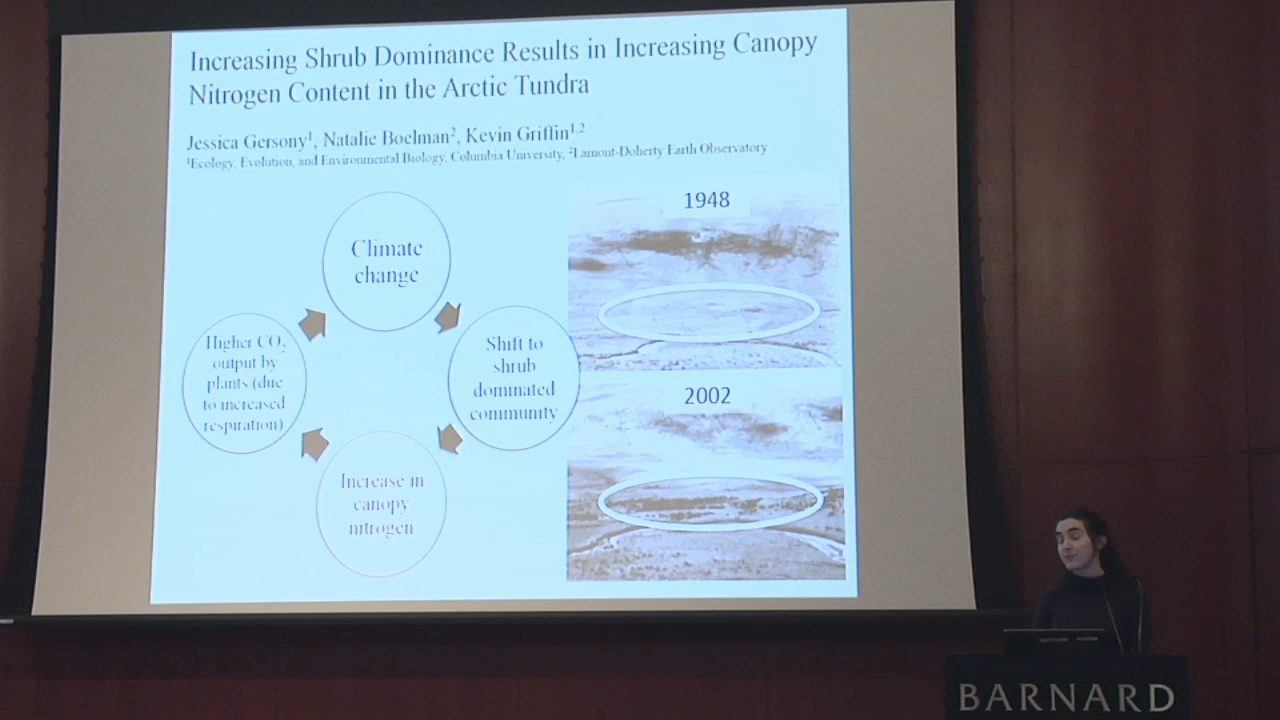 Increasing Shrub Dominance Results in Increasing Canopy
Nitrogen Content in the Arctic Tundra
Jessica Gersony¹, Natalie Boelman², Kevin Griffin¹·²
¹Ecology, Evolution, and Environmental Biology, Columbia University, ²Lamont-Doherty Earth Observatory
Climate
change
Shift to
shrub
dominated
community
Increase in
canopy
nitrogen
Higher CO₂
output by
plants (due
to increased
respiration)
1948
2002
BARNARD